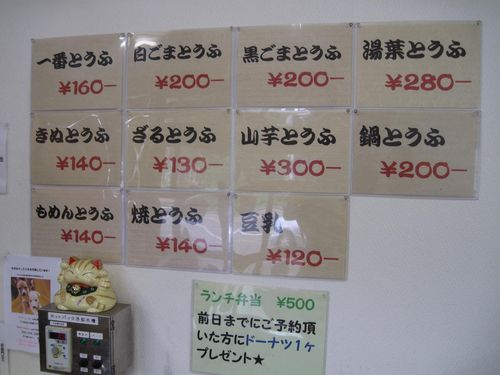 一番とうふ
¥160ー
白ごまとうふ
¥200ー
黒ごまとうふ
¥200ー
湯葉とうふ
¥280ー
きぬとうふ
¥140ー
ざるとうふ
¥130ー
山芋とうふ
¥300ー
鍋とうふ
¥200ー
もめんとうふ
¥140ー
焼とうふ
¥140ー
豆乳
¥120ー
ランチ弁当 ¥500
前日までにご予約頂
いた方にドーナツ1ヶ
プレゼント★